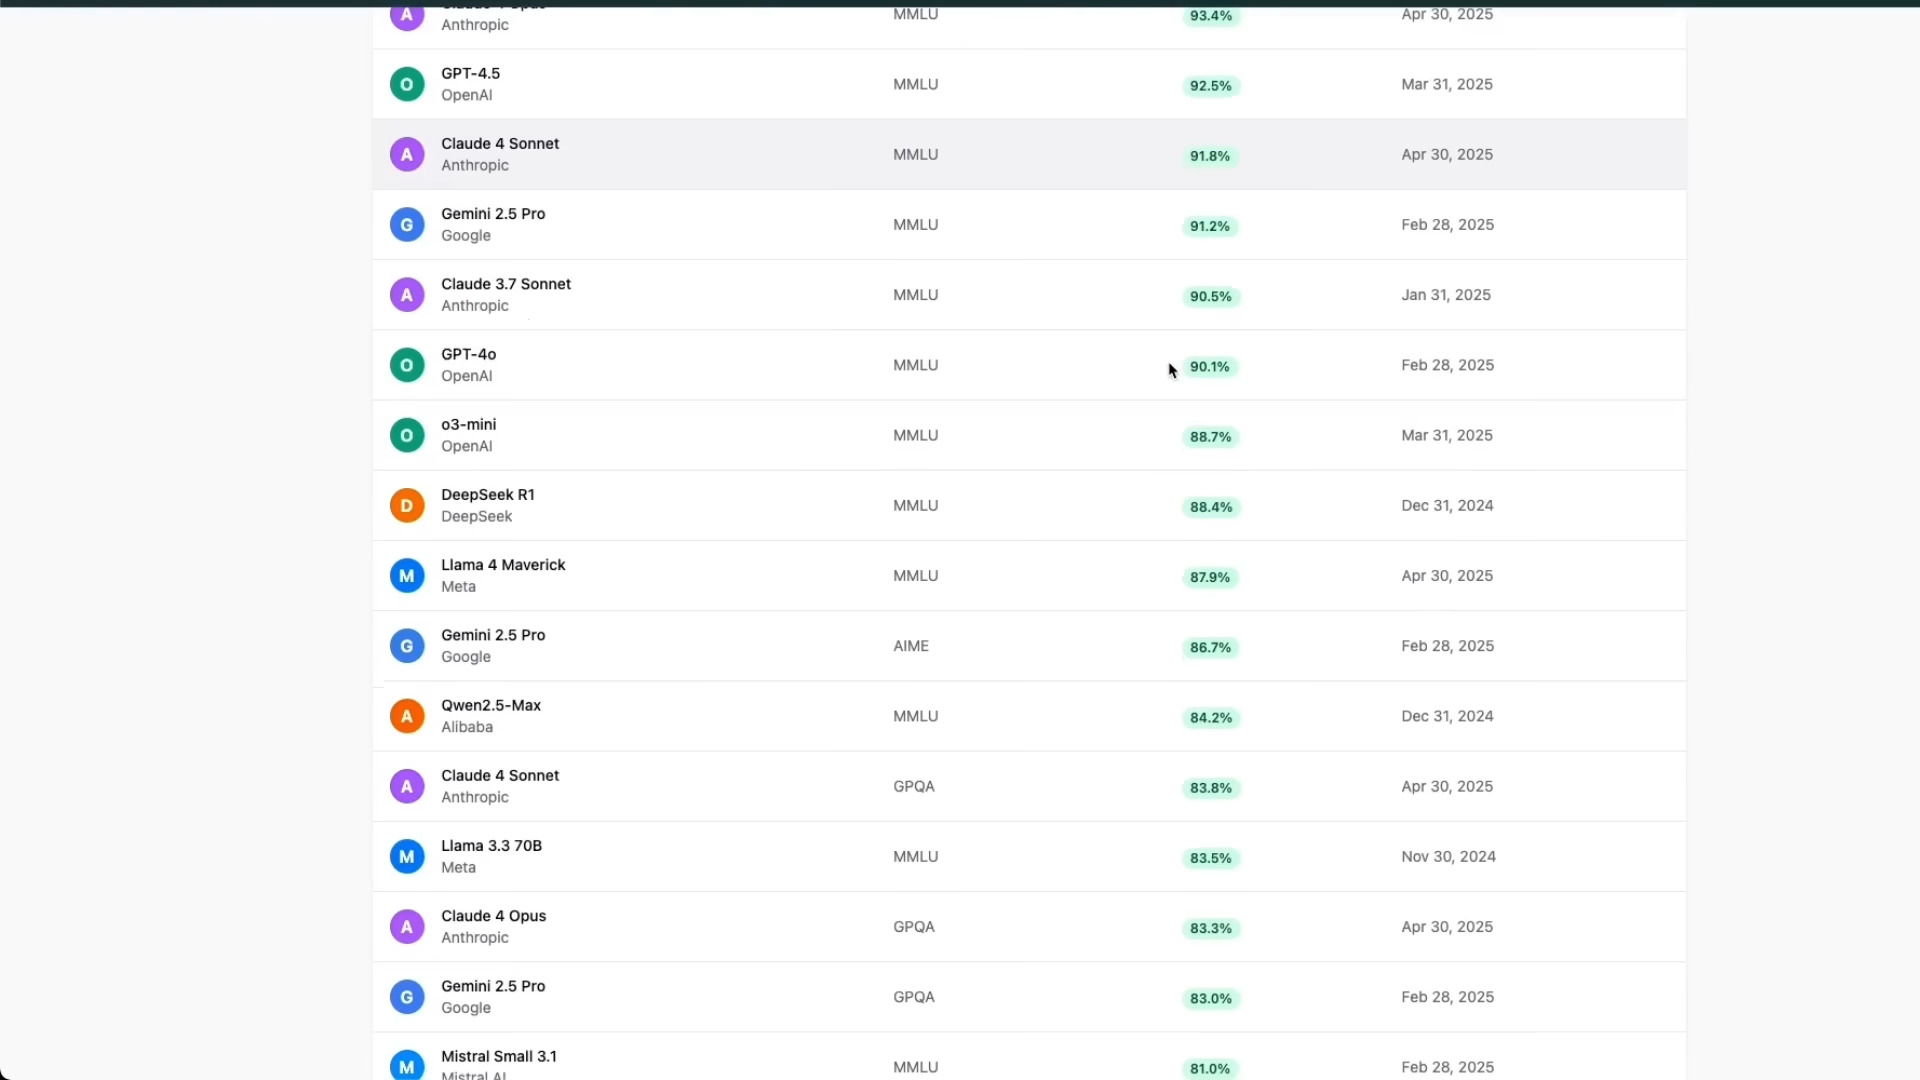 A
Anthropic
MMLU
93.4%
Apr 30, 2025
O
GPT-4.5
OpenAI
MMLU
92.5%
Mar 31, 2025
A
Claude 4 Sonnet
Anthropic
MMLU
91.8%
Apr 30, 2025
G
Gemini 2.5 Pro
Google
MMLU
91.2%
Feb 28, 2025
A
Claude 3.7 Sonnet
Anthropic
MMLU
90.5%
Jan 31, 2025
O
GPT-4o
OpenAI
MMLU
90.1%
Feb 28, 2025
O
o3-mini
OpenAI
MMLU
88.7%
Mar 31, 2025
D
DeepSeek R1
DeepSeek
MMLU
88.4%
Dec 31, 2024
M
Llama 4 Maverick
Meta
MMLU
87.9%
Apr 30, 2025
G
Gemini 2.5 Pro
Google
AIME
86.7%
Feb 28, 2025
A
Qwen2.5-Max
Alibaba
MMLU
84.2%
Dec 31, 2024
A
Claude 4 Sonnet
Anthropic
GPQA
83.8%
Apr 30, 2025
M
Llama 3.3 70B
Meta
MMLU
83.5%
Nov 30, 2024
A
Claude 4 Opus
Anthropic
GPQA
83.3%
Apr 30, 2025
G
Gemini 2.5 Pro
Google
GPQA
83.0%
Feb 28, 2025
M
Mistral Small 3.1
Mistral AI
MMLU
81.0%
Feb 28, 2025